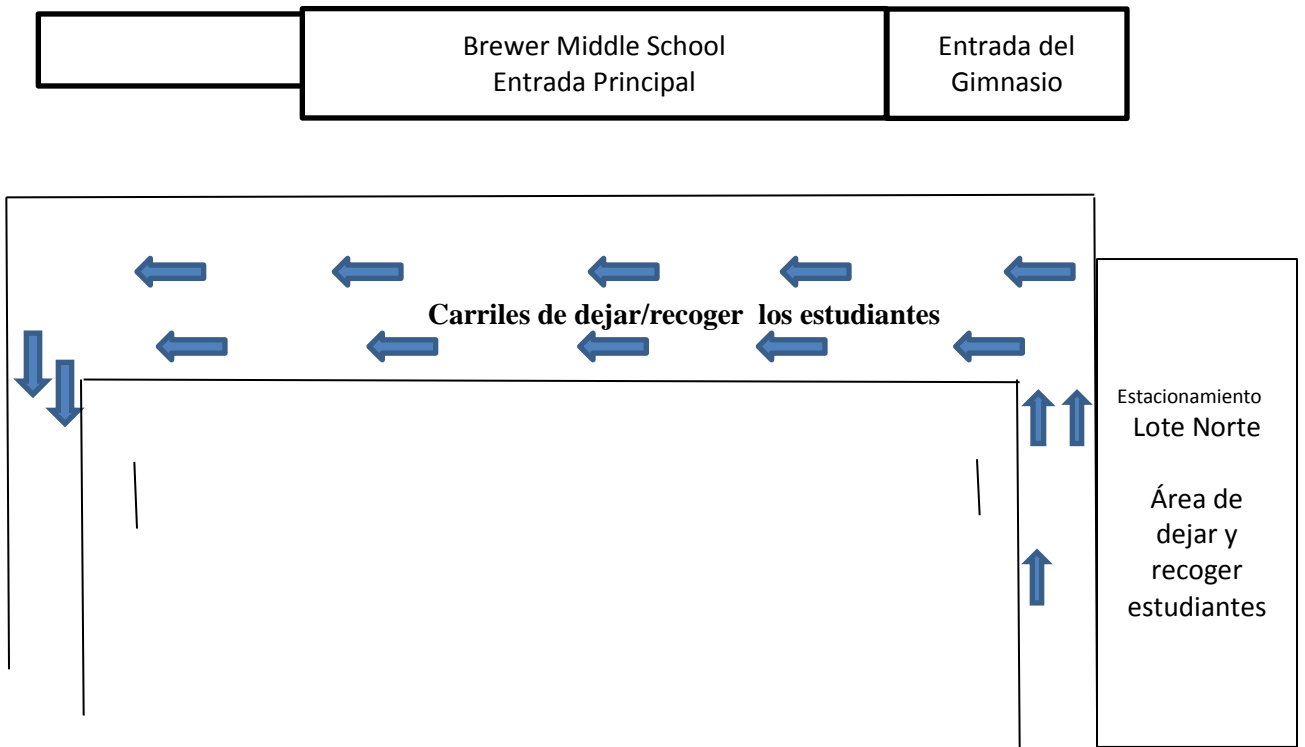 Brewer Middle School
Entrada Principal
Entrada del
Gimnasio
Carriles de dejar/recoger los estudiantes
Estacionamiento
Lote Norte
Área de
dejar y
recoger
estudiantes